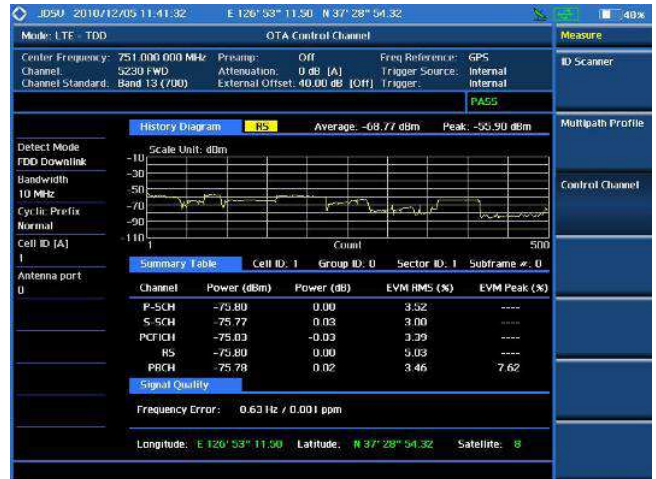 JDSU 2010/12/05 11:41:32 E 126° 53" 11.50 N 37° 28" 54.32 40%
Mode: LTE - TDD OTA Control Channel Measure
Center Frequency: 751.000 000 MHz Preamp: Off Freq Reference: GPS
Channel: 5230 FWD Attenuation: 0 dB [A] Trigger Source: Internal
Channel Standard: Band 13 (700) External Offset: 40.00 dB [Off] Trigger: Internal
PASS
ID Scanner
Multipath Profile
Control Channel
Detect Mode
FDD Downlink
Bandwidth
10 MHz
Cyclic Prefix
Normal
Cell ID [A]
1
Antenna port
0
History Diagram RS Average: -68.77 dBm Peak: -55.90 dBm
Scale Unit: dBm
-10
-30
-50
-70
-90
-110
1 Count 500
Summary Table Cell ID: 1 Group ID: 0 Sector ID: 1 Subframe #: 0
Channel Power (dBm) Power (dB) EVM RMS (%) EVM Peak (%)
P-SCH -75.80 0.00 3.52 ----
S-SCH -75.77 0.03 3.00 ----
PCFICH -75.83 -0.03 3.39 ----
RS -75.80 0.00 5.03 ----
PBCH -75.78 0.02 3.46 7.62
Signal Quality
Frequency Error: 0.63 Hz / 0.001 ppm
Longitude: E 126° 53" 11.50 Latitude: N 37° 28" 54.32 Satellite: 8